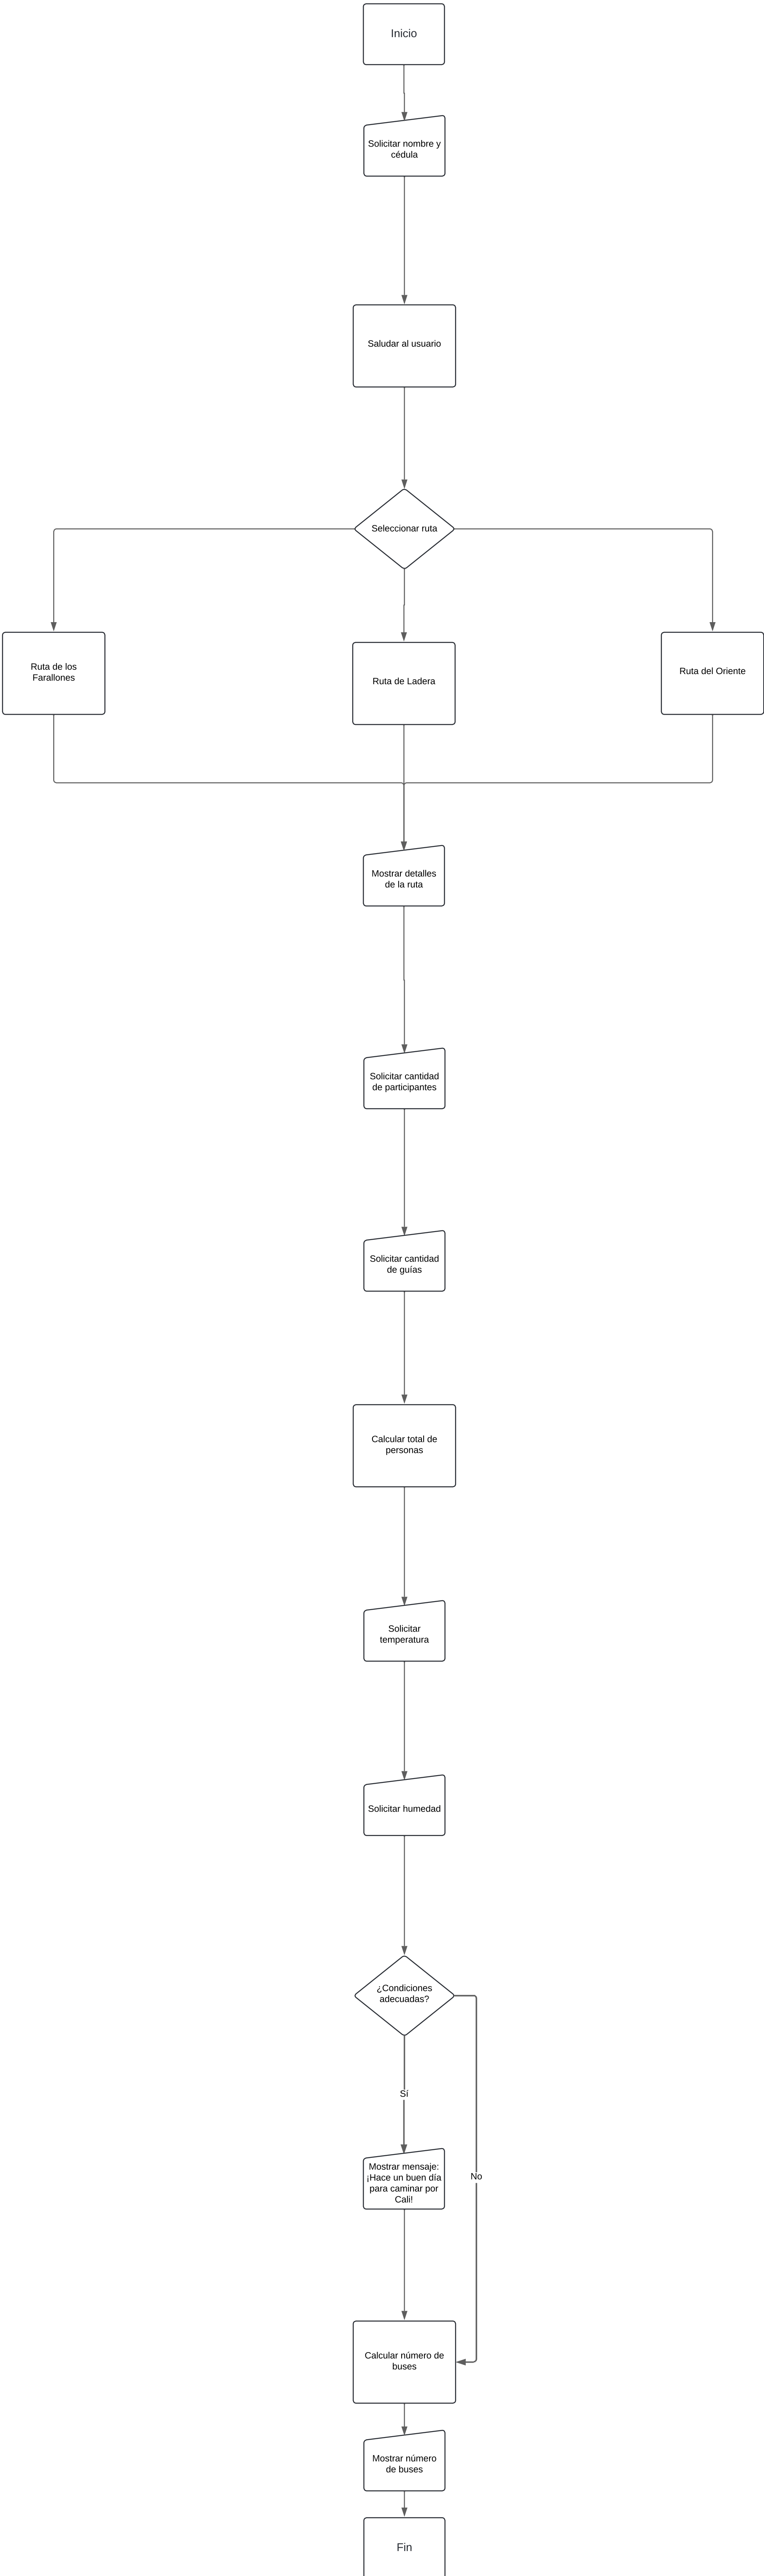 Inicio
Solicitar nombre y
cédula
Saludar al usuario
Seleccionar ruta
Ruta de los
Farallones
Ruta de Ladera
Ruta del Oriente
Mostrar detalles
de la ruta
Solicitar cantidad
de participantes
Solicitar cantidad
de guías
Calcular total de
personas
Solicitar
temperatura
Solicitar humedad
¿Condiciones
adecuadas?
Sí
Mostrar mensaje:
¡Hace un buen día
para caminar por
Cali!
No
Calcular número de
buses
Mostrar número
de buses
Fin